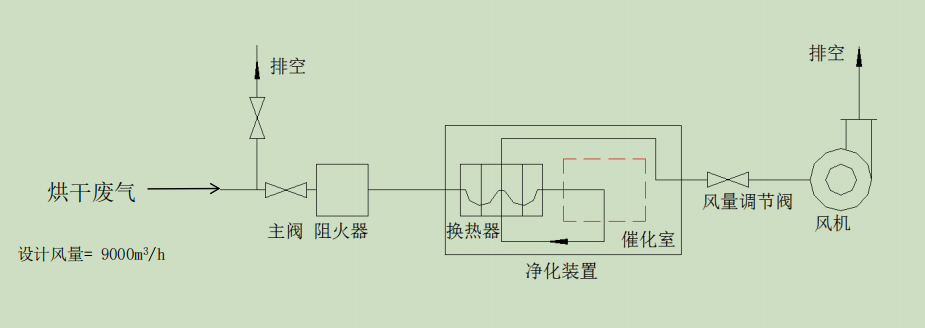 排空
排空
烘干废气
主阀
阻火器
换热器
催化室
风量调节阀
风机
设计风量= 9000m³/h
净化装置